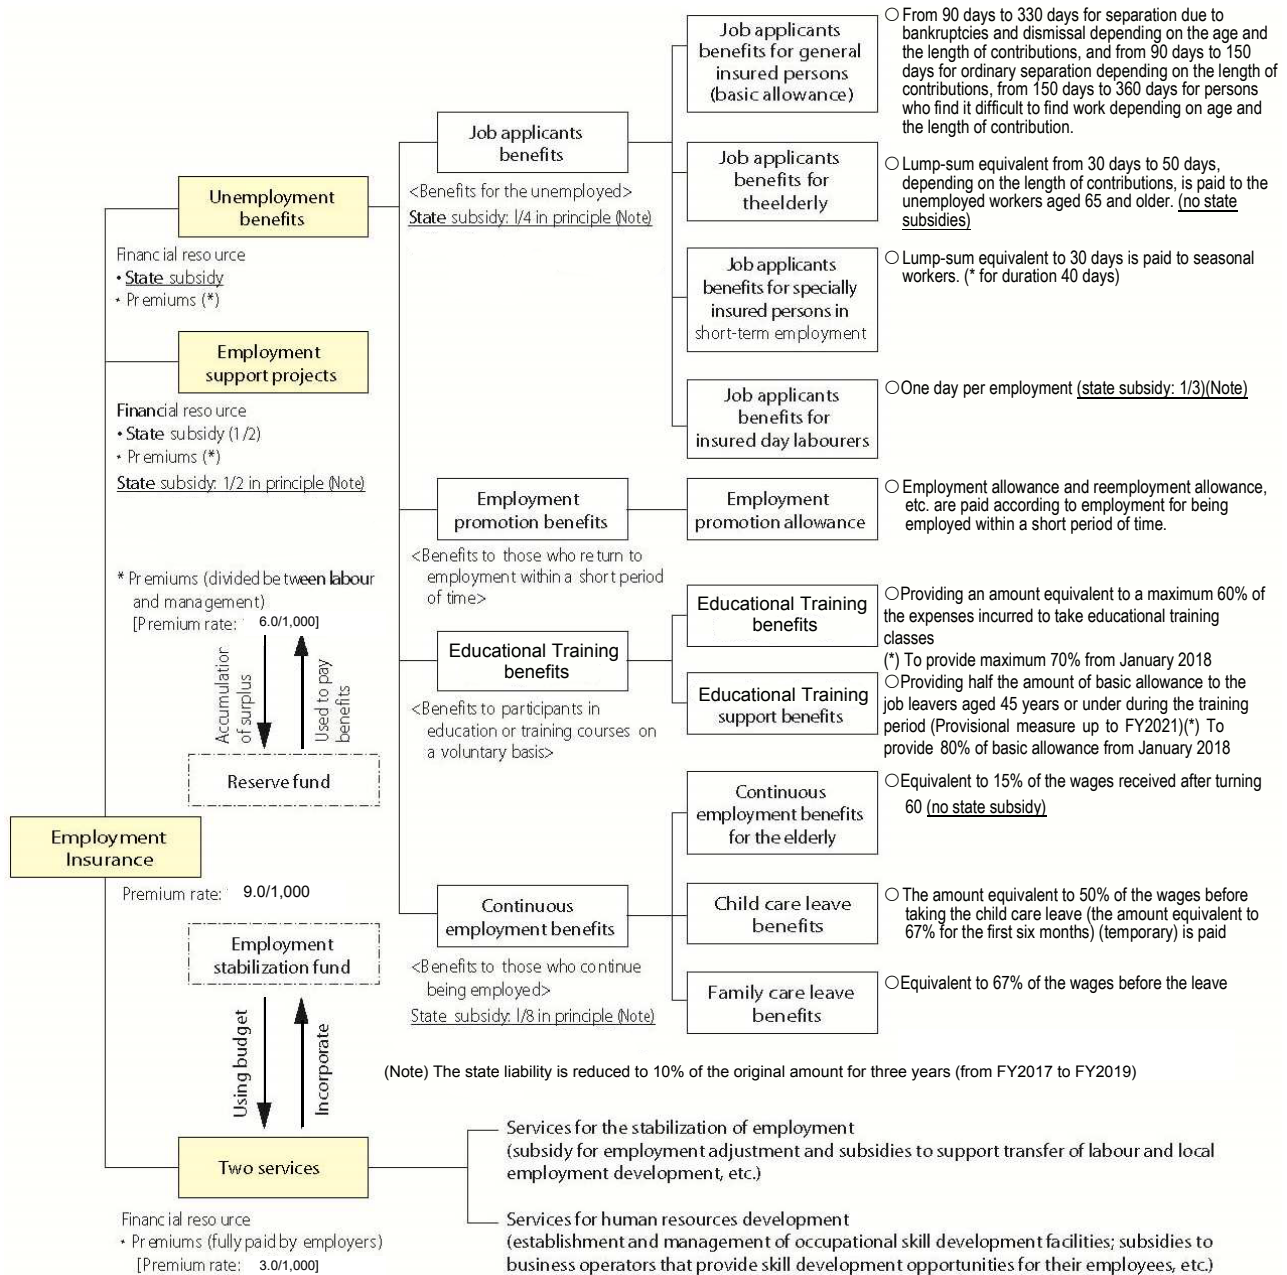 Employment
Insurance
Premium rate: 9.0/1,000
Unemployment
benefits
Financial resource
• State subsidy
• Premiums (*)
Employment
support projects
Financial resource
• State subsidy (1/2)
• Premiums (*)
State subsidy: 1/2 in principle (Note)
* Premiums (divided between labour
and management)
[Premium rate: 6.0/1,000]
Accumulation
of surplus
Used to pay
benefits
Reserve fund
Employment
stabilization fund
Using budget
Incorporate
Two services
Financial resource
• Premiums (fully paid by employers)
[Premium rate: 3.0/1,000]
Job applicants
benefits
<Benefits for the unemployed>
State subsidy: l/4 in principle (Note)
Job applicants
benefits for general
insured persons
(basic allowance)
○ From 90 days to 330 days for separation due to
bankruptcies and dismissal depending on the age and
the length of contributions, and from 90 days to 150
days for ordinary separation depending on the length of
contributions, from 150 days to 360 days for persons
who find it difficult to find work depending on age and
the length of contribution.
Job applicants
benefits for
theelderly
○ Lump-sum equivalent from 30 days to 50 days,
depending on the length of contributions, is paid to the
unemployed workers aged 65 and older. (no state
subsidies)
Job applicants
benefits for specially
insured persons in
short-term employment
○ Lump-sum equivalent to 30 days is paid to seasonal
workers. (* for duration 40 days)
Job applicants
benefits for
insured day labourers
○One day per employment (state subsidy: 1/3)(Note)
Employment
promotion benefits
<Benefits to those who return to
employment within a short period
of time>
Employment
promotion allowance
○ Employment allowance and reemployment allowance,
etc. are paid according to employment for being
employed within a short period of time.
Educational Training
benefits
<Benefits to participants in
education or training courses on
a voluntary basis>
Educational Training
benefits
○Providing an amount equivalent to a maximum 60% of
the expenses incurred to take educational training
classes
(*) To provide maximum 70% from January 2018
Educational Training
support benefits
○Providing half the amount of basic allowance to the
job leavers aged 45 years or under during the training
period (Provisional measure up to FY2021)(*) To
provide 80% of basic allowance from January 2018
Continuous
employment benefits
<Benefits to those who continue
being employed>
State subsidy: l/8 in principle (Note)
Continuous
employment benefits
for the elderly
○Equivalent to 15% of the wages received after turning
60 (no state subsidy)
Child care leave
benefits
○ The amount equivalent to 50% of the wages before
taking the child care leave (the amount equivalent to
67% for the first six months) (temporary) is paid
Family care leave
benefits
○Equivalent to 67% of the wages before the leave
(Note) The state liability is reduced to 10% of the original amount for three years (from FY2017 to FY2019)
Services for the stabilization of employment
(subsidy for employment adjustment and subsidies to support transfer of labour and local
employment development, etc.)
Services for human resources development
(establishment and management of occupational skill development facilities; subsidies to
business operators that provide skill development opportunities for their employees, etc.)